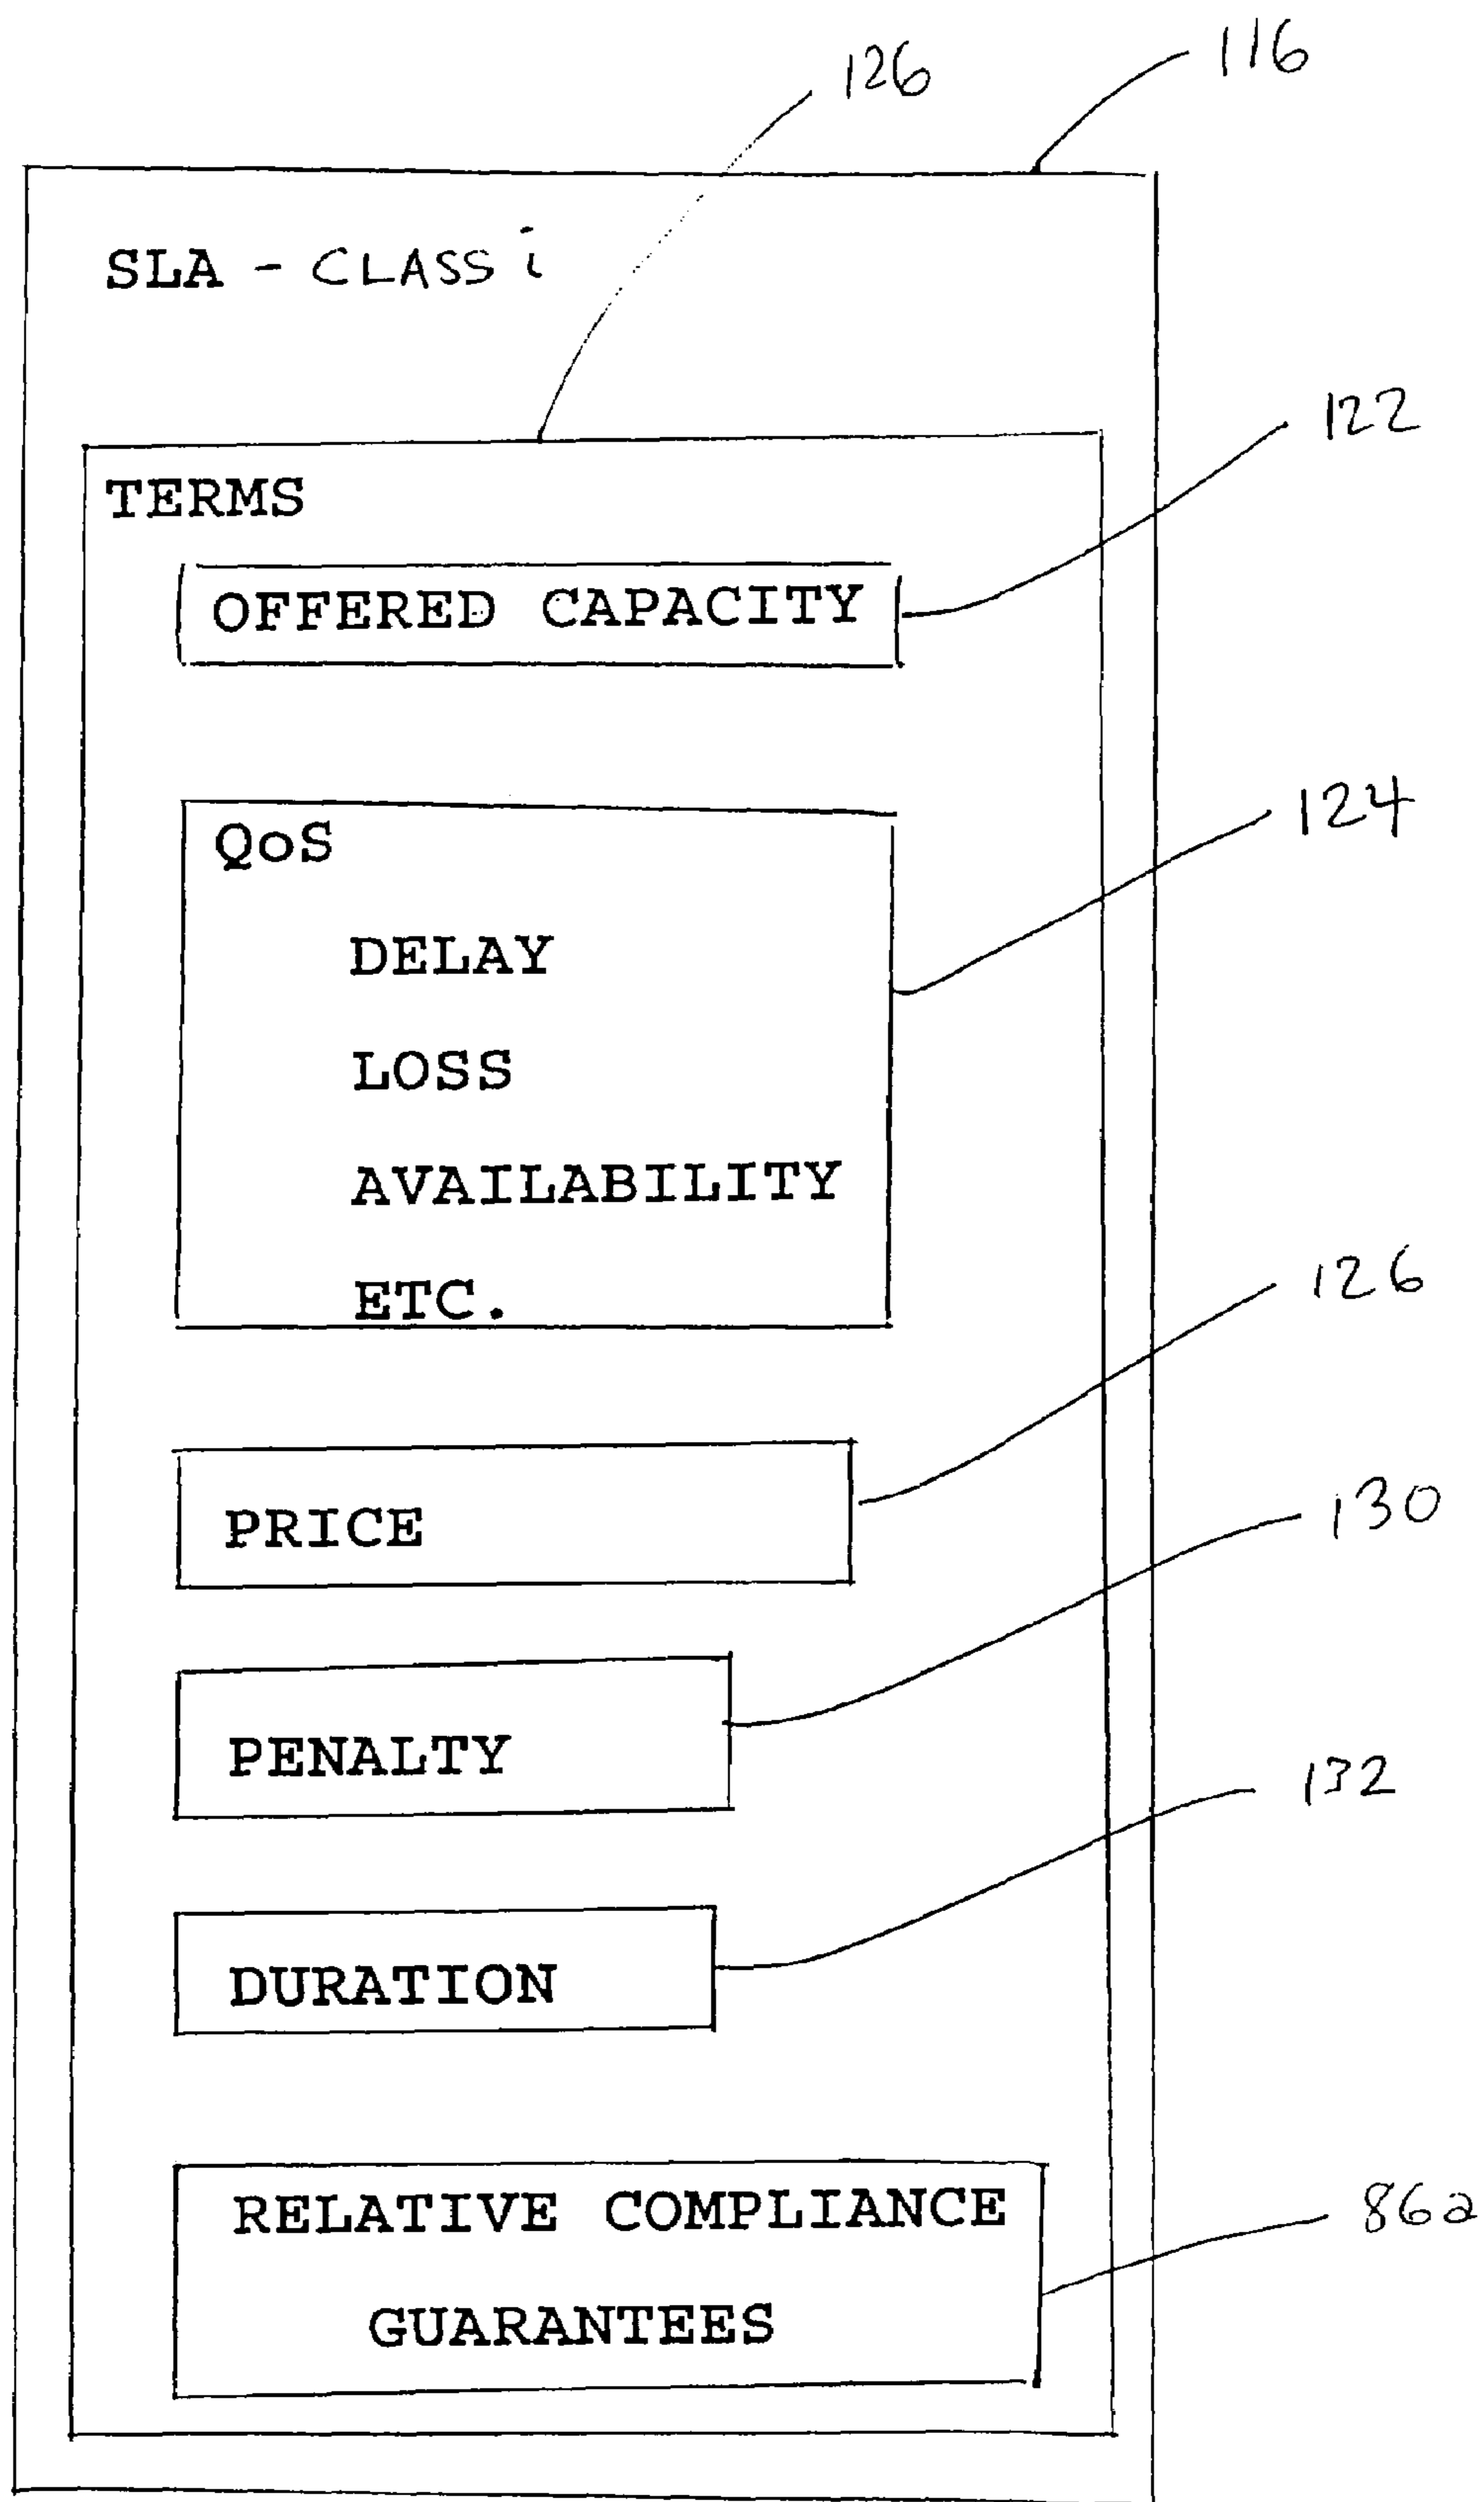 126
116
SLA - CLASS i
122
TERMS
OFFERED CAPACITY
124
QoS
DELAY
LOSS
AVAILABILITY
126
ETC.
130
PRICE
PENALTY
132
DURATION
86a
RELATIVE COMPLIANCE
GUARANTEES